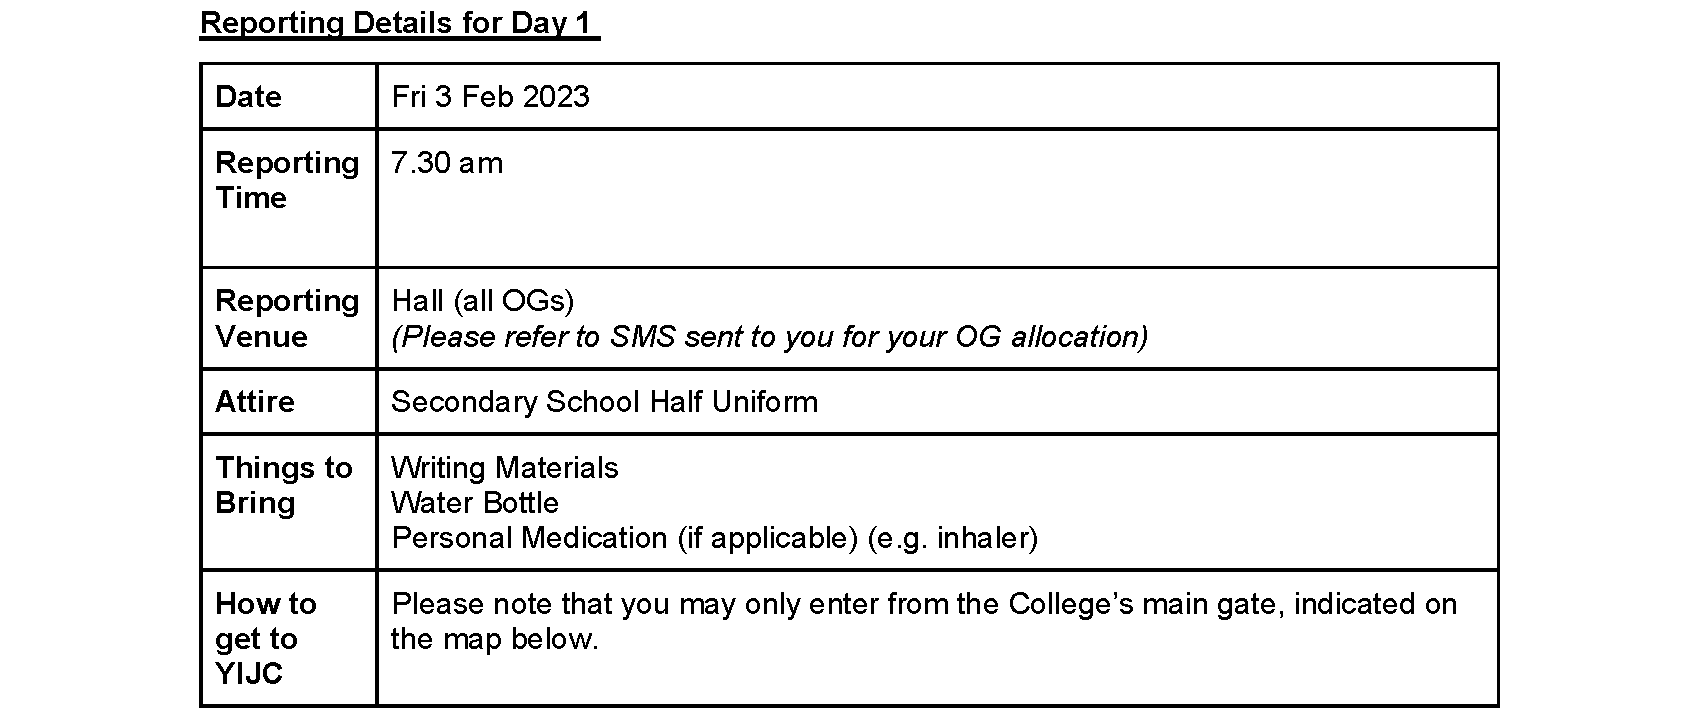 Reporting Details for Day 1
Date
Fri 3 Feb 2023
Reporting
Time
7.30 am
Reporting
Venue
Hall (all OGs)
(Please refer to SMS sent to you for your OG allocation)
Attire
Secondary School Half Uniform
Things to
Bring
Writing Materials
Water Bottle
Personal Medication (if applicable) (e.g. inhaler)
How to
get to
YIJC
Please note that you may only enter from the College’s main gate, indicated on
the map below.